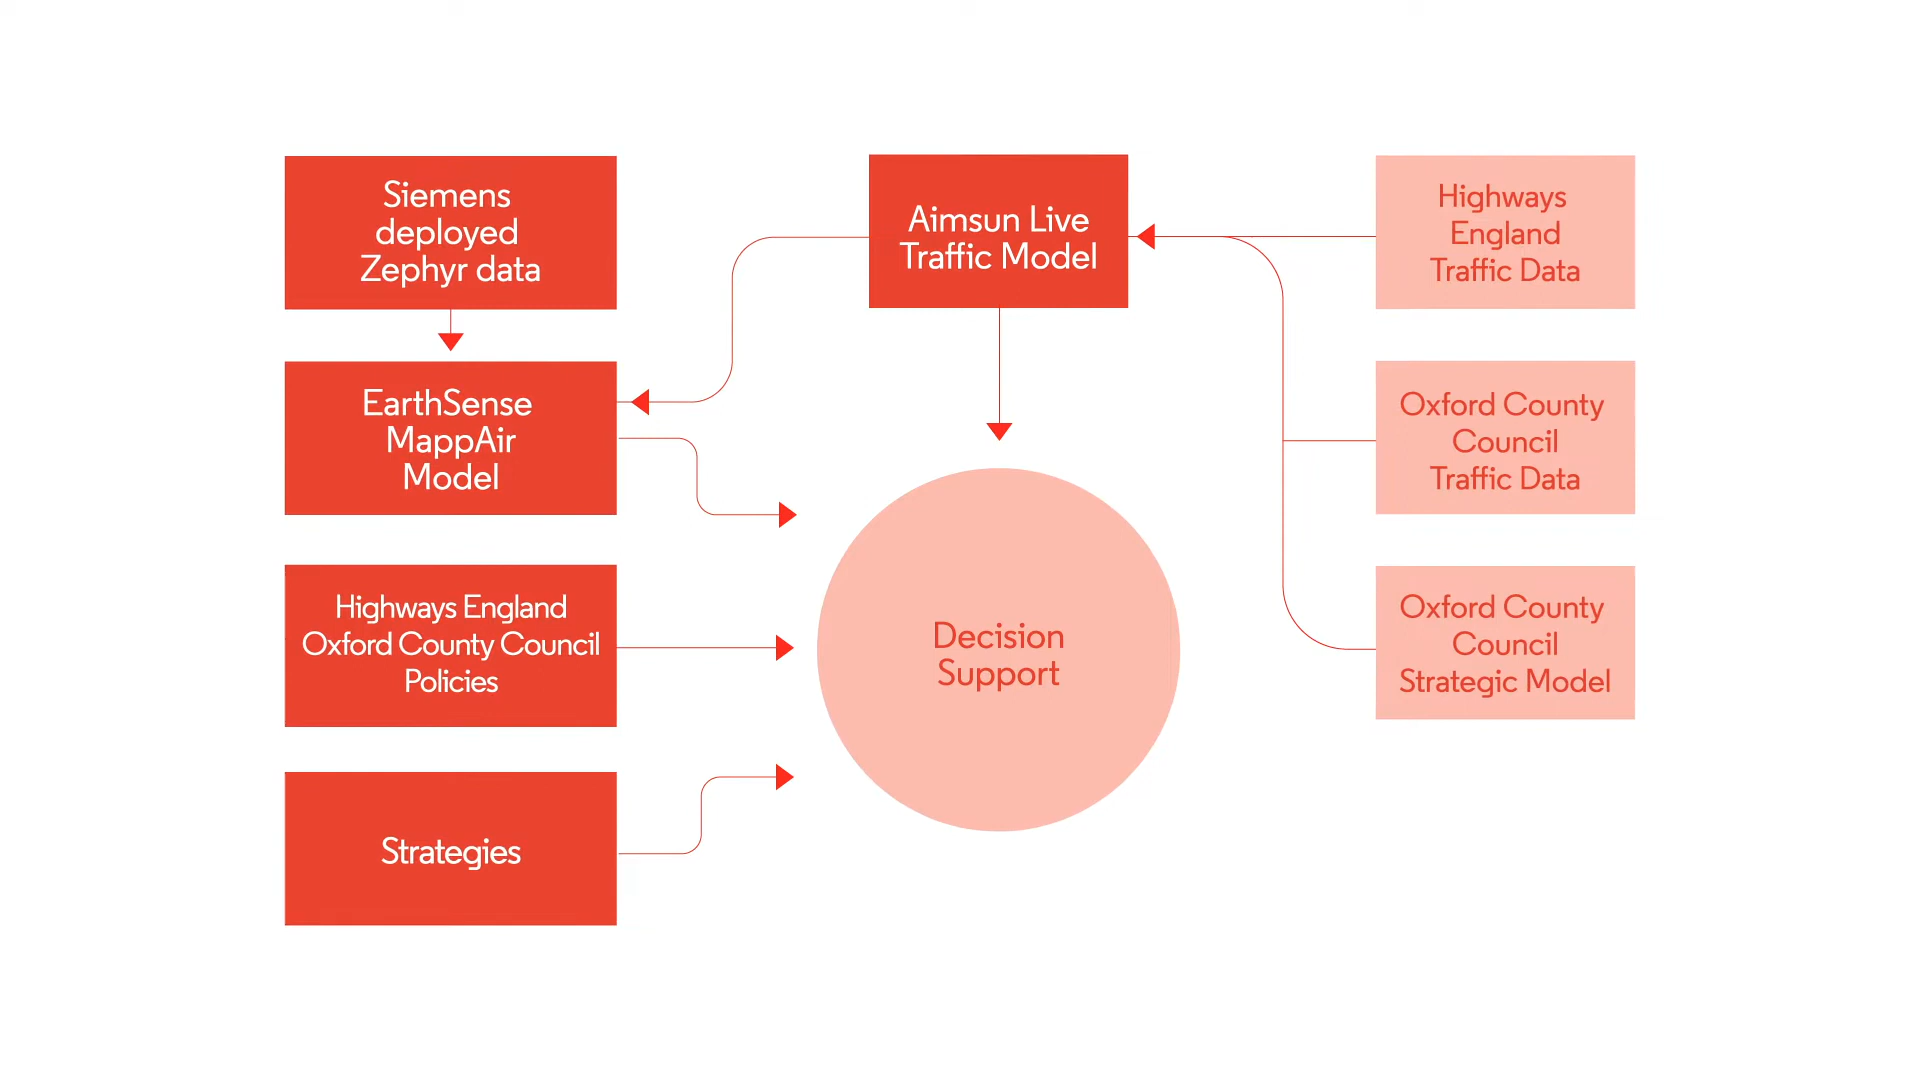 Siemens
deployed
Zephyr data
Aimsun Live
Traffic Model
Highways
England
Traffic Data
EarthSense
MappAir
Model
Oxford County
Council
Traffic Data
Highways England
Oxford County Council
Policies
Decision
Support
Oxford County
Council
Strategic Model
Strategies